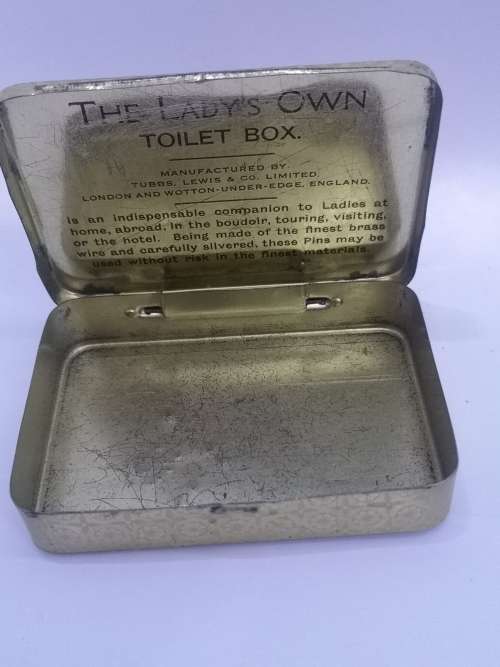 THE LADY'S OWN
TOILET BOX.
MANUFACTURED BY
TUBBS, LEWIS & CO. LIMITED
LONDON AND WOTTON-UNDER-EDGE, ENGLAND.
Is an indispensable companion to Ladies at
home, abroad, in the boudoir, touring, visiting,
or the hotel. Being made of the finest brass
wire and carefully silvered, these Pins may be
used without risk in the finest materials.